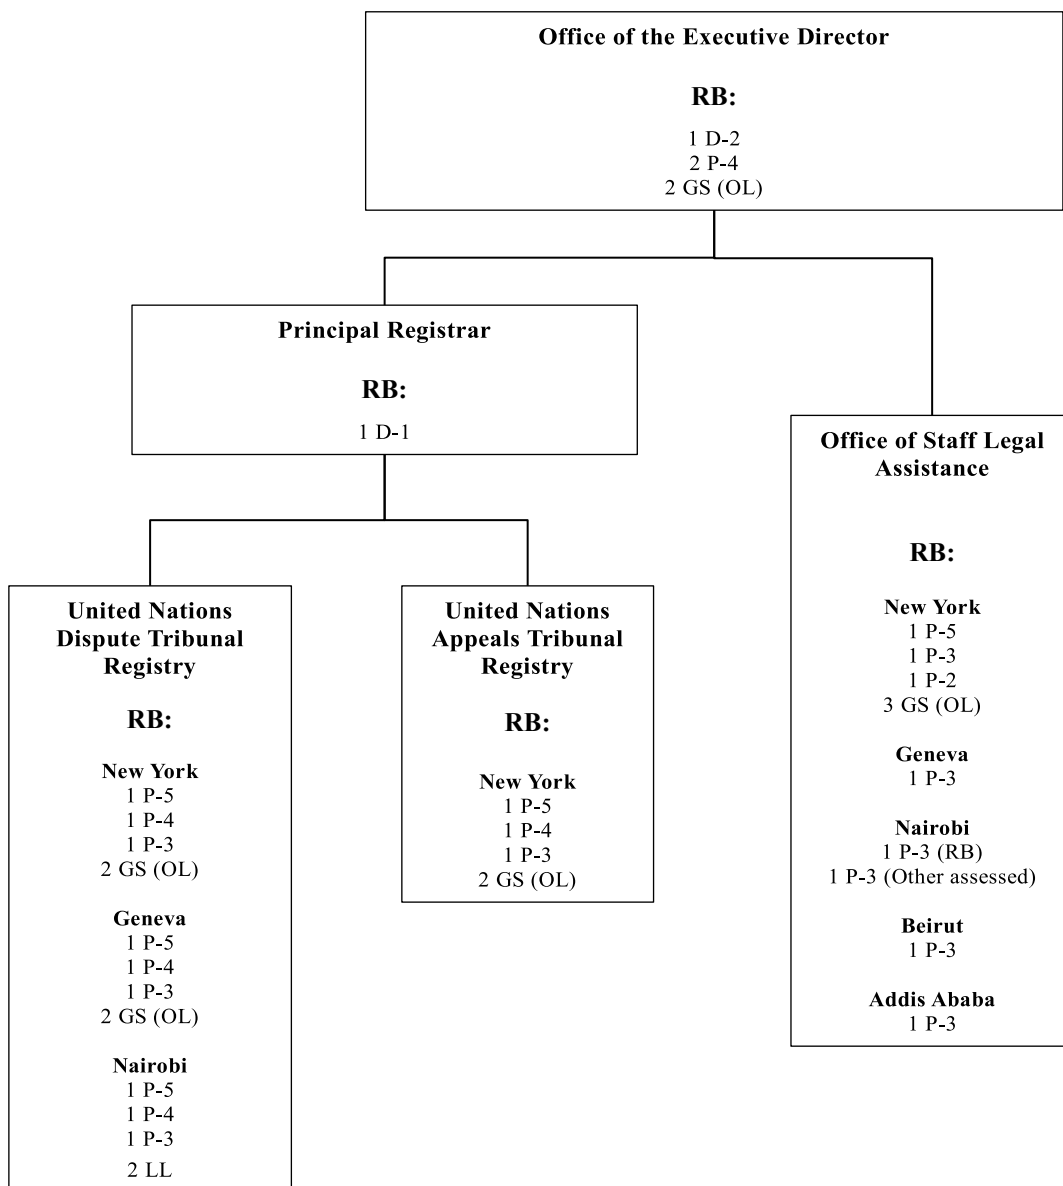 Office of the Executive Director
RB:
1 D-2
2 P-4
2 GS (OL)
Principal Registrar
RB:
1 D-1
United Nations
Dispute Tribunal
Registry
RB:
New York
1 P-5
1 P-4
1 P-3
2 GS (OL)
Geneva
1 P-5
1 P-4
1 P-3
2 GS (OL)
Nairobi
1 P-5
1 P-4
1 P-3
2 LL
United Nations
Appeals Tribunal
Registry
RB:
New York
1 P-5
1 P-4
1 P-3
2 GS (OL)
Office of Staff Legal
Assistance
RB:
New York
1 P-5
1 P-3
1 P-2
3 GS (OL)
Geneva
1 P-3
Nairobi
1 P-3 (RB)
1 P-3 (Other assessed)
Beirut
1 P-3
Addis Ababa
1 P-3